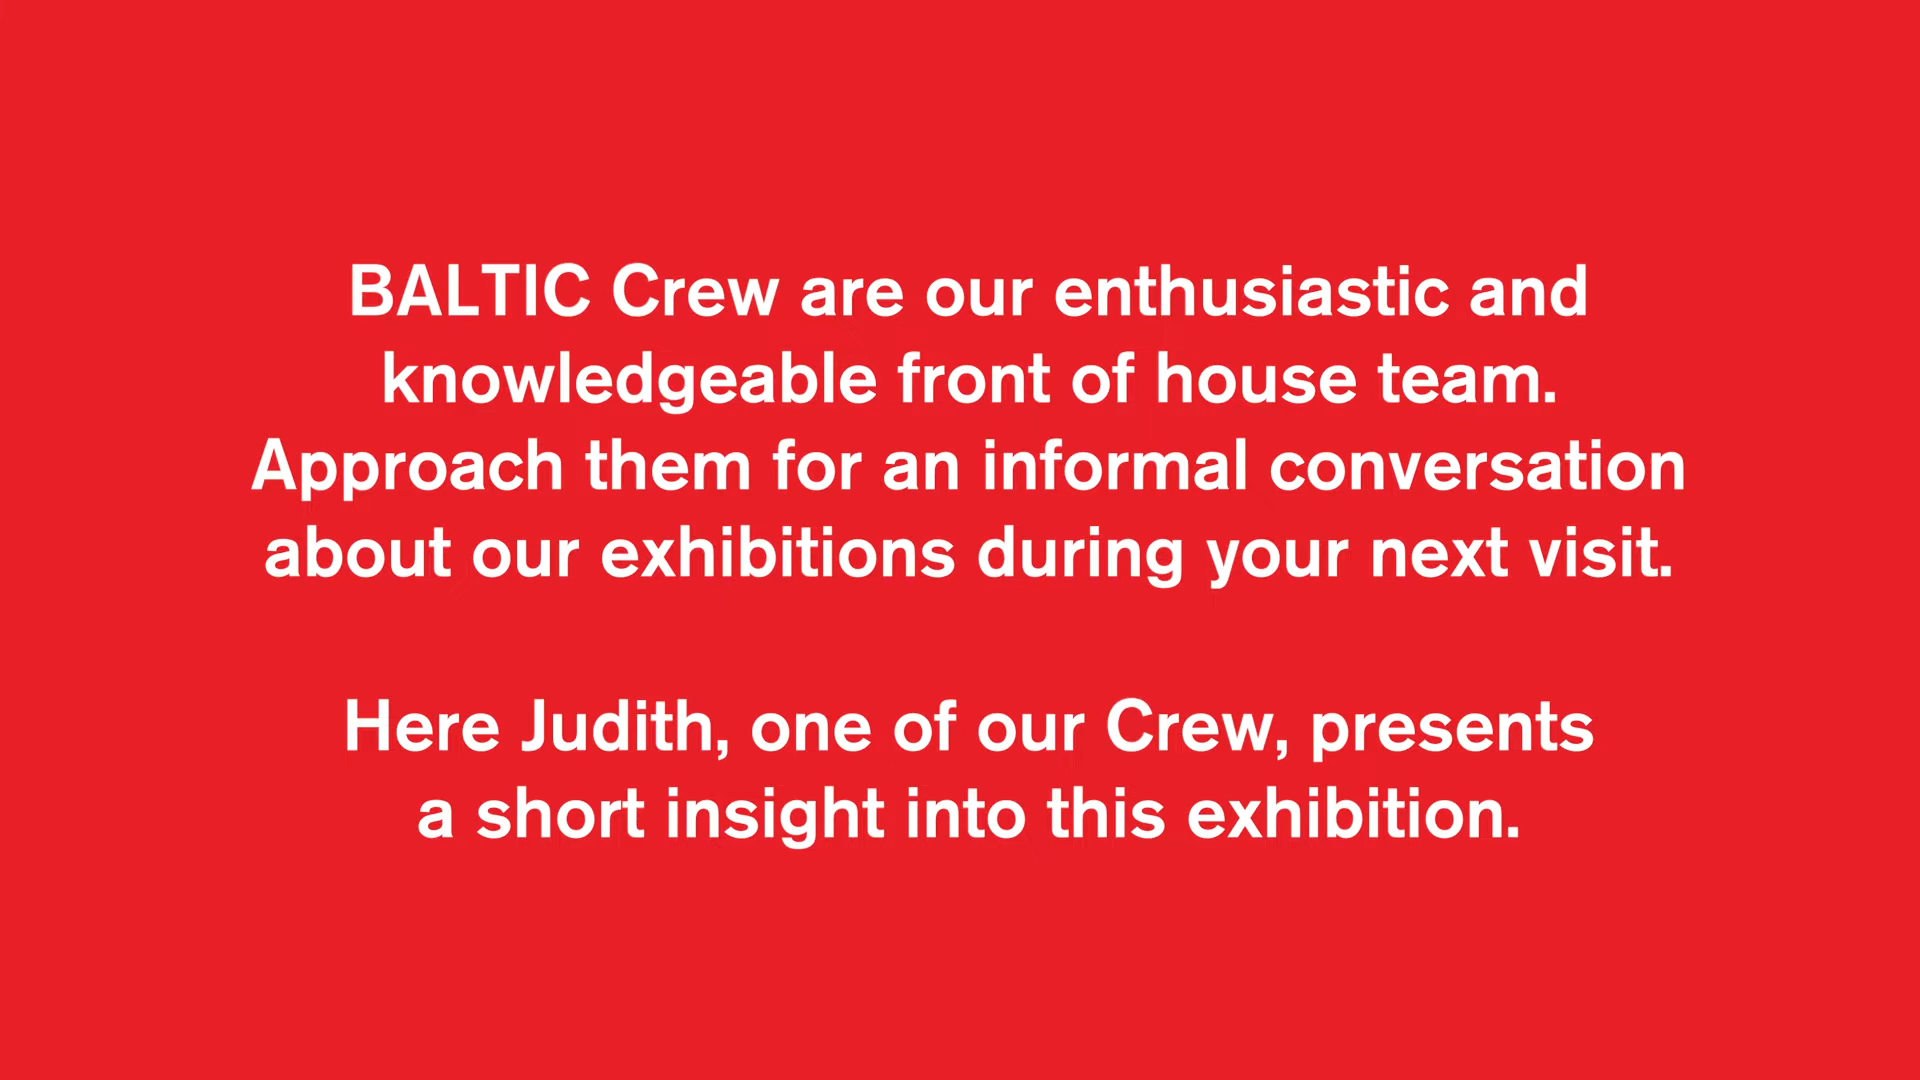 BALTIC Crew are our enthusiastic and
knowledgeable front of house team.
Approach them for an informal conversation
about our exhibitions during your next visit.
Here Judith, one of our Crew, presents
a short insight into this exhibition.